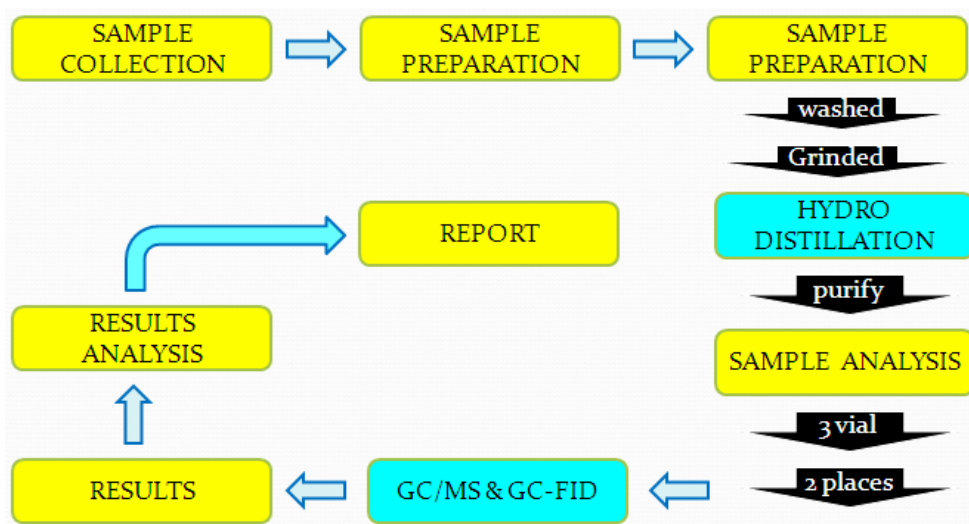 SAMPLE
COLLECTION
SAMPLE
PREPARATION
SAMPLE
PREPARATION
washed
Grinded
HYDRO
DISTILLATION
purify
SAMPLE ANALYSIS
3 vial
2 places
GC/MS & GC-FID
RESULTS
RESULTS
ANALYSIS
REPORT